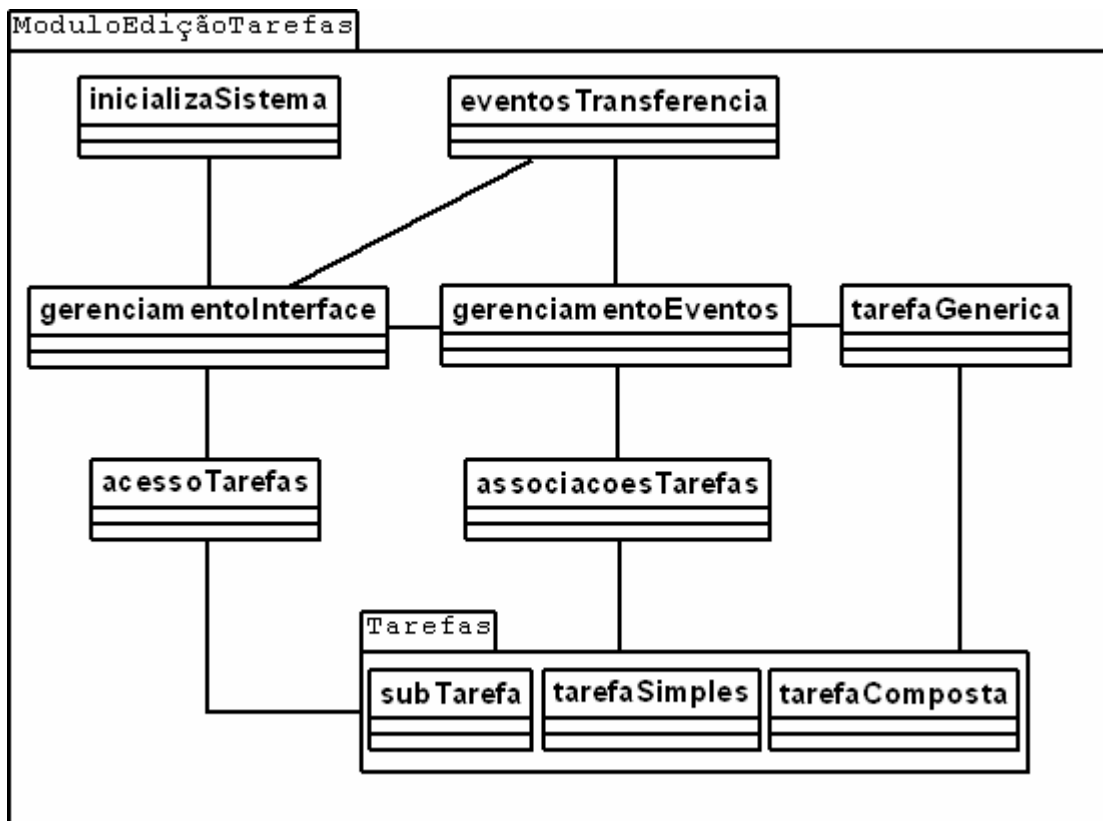 ModuloEdiçãoTarefas
inicializaSistema
eventosTransferencia
gerenciamentoInterface
gerenciamentoEventos
tarefaGenerica
acessoTarefas
associacoesTarefas
Tarefas
subTarefa
tarefaSimples
tarefaComposta